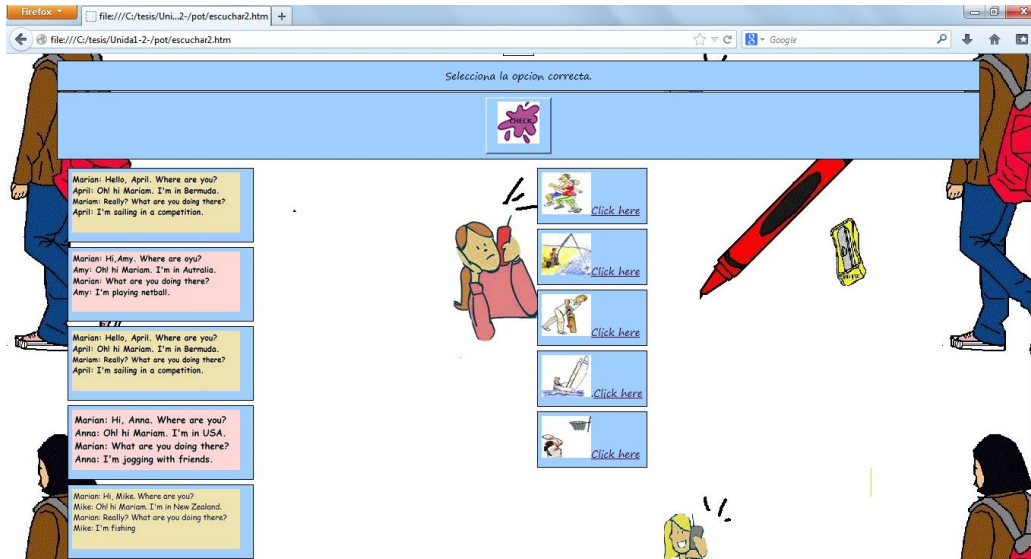 Firefox
file:///C:/tesis/Uni...2-/pot/escuchar2.htm
file:///C:/tesis/Unida1-2-/pot/escuchar2.htm
Google
Selecciona la opcion correcta.
CHECK
Marian: Hello, April. Where are you?
April: Oh! hi Mariam. I'm in Bermuda.
Mariam: Really? What are you doing there?
April: I'm sailing in a competition.
Marian: Hi,Amy. Where are oyu?
Amy: Oh! hi Mariam. I'm in Autralia.
Marian: What are you doing there?
Amy: I'm playing netball.
Marian: Hello, April. Where are you?
April: Oh! hi Mariam. I'm in Bermuda.
Mariam: Really? What are you doing there?
April: I'm sailing in a competition.
Marian: Hi, Anna. Where are you?
Anna: Oh! hi Mariam. I'm in USA.
Marian: What are you doing there?
Anna: I'm jogging with friends.
Marian: Hi, Mike. Where are you?
Mike: Oh! hi Mariam. I'm in New Zealand.
Marian: Really? What are you doing there?
Mike: I'm fishing
Click here
Click here
Click here
Click here
Click here